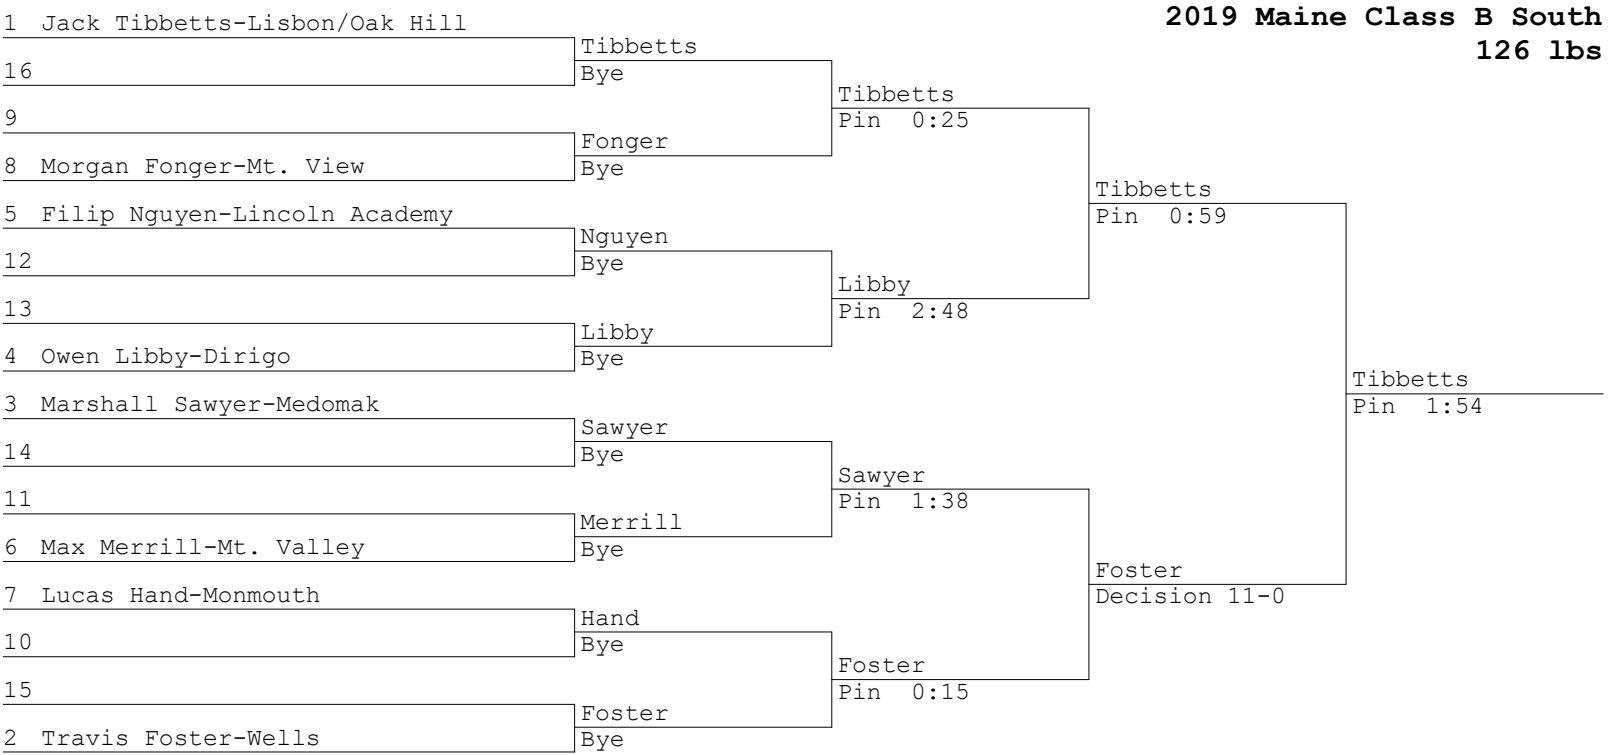 2019 Maine Class B South
126 lbs
1 Jack Tibbetts-Lisbon/Oak Hill
16
9
8 Morgan Fonger-Mt. View
5 Filip Nguyen-Lincoln Academy
12
13
4 Owen Libby-Dirigo
3 Marshall Sawyer-Medomak
14
11
6 Max Merrill-Mt. Valley
7 Lucas Hand-Monmouth
10
15
2 Travis Foster-Wells
Tibbetts
Bye
Fonger
Bye
Nguyen
Bye
Libby
Bye
Sawyer
Bye
Merrill
Bye
Hand
Bye
Foster
Bye
Tibbetts
Pin 0:25
Libby
Pin 2:48
Sawyer
Pin 1:38
Foster
Pin 0:15
Tibbetts
Pin 0:59
Foster
Decision 11-0
Tibbetts
Pin 1:54